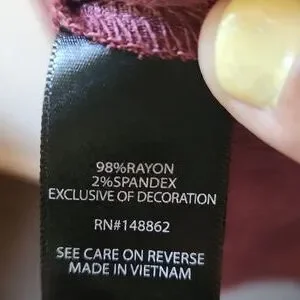 98%RAYON
2%SPANDEX
EXCLUSIVE OF DECORATION
RN#148862
SEE CARE ON REVERSE
MADE IN VIETNAM